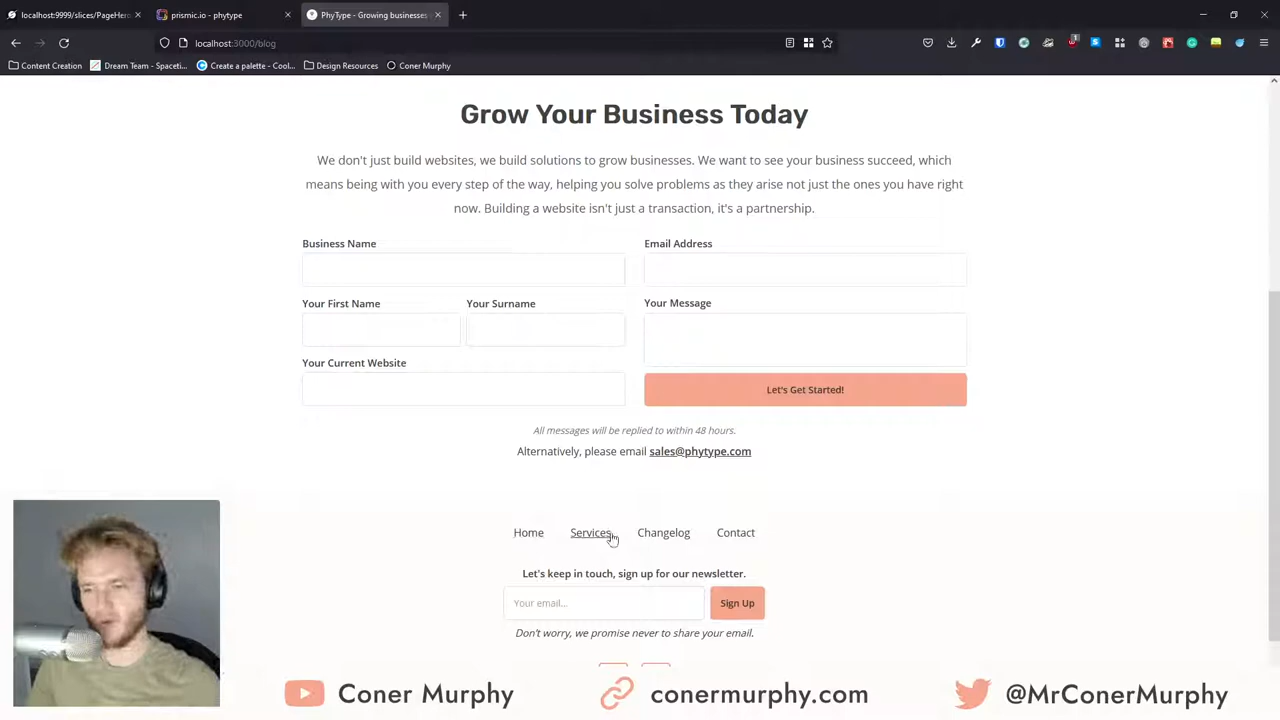 localhost:9999/slices/PageHero
prismic.io - phytype
PhyType - Growing businesses
localhost:3000/blog
Content Creation
Dream Team - Spaceti...
Create a palette - Cool...
Design Resources
Coner Murphy
Grow Your Business Today
We don't just build websites, we build solutions to grow businesses. We want to see your business succeed, which
means being with you every step of the way, helping you solve problems as they arise not just the ones you have right
now. Building a website isn't just a transaction, it's a partnership.
Business Name
Email Address
Your First Name
Your Surname
Your Message
Your Current Website
Let's Get Started!
All messages will be replied to within 48 hours.
Alternatively, please email sales@phytype.com
Home Services Changelog Contact
Let's keep in touch, sign up for our newsletter.
Your email...
Sign Up
Don't worry, we promise never to share your email.
Coner Murphy
conermurphy.com
@MrConerMurphy